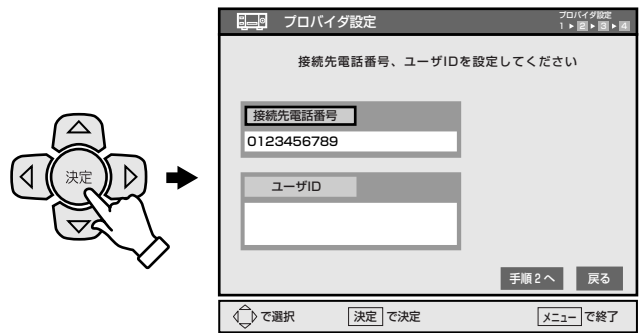 プロバイダ設定
プロバイダ設定
1 ▶ 2 ▶ 3 ▶ 4
接続先電話番号、ユーザIDを設定してください
接続先電話番号
0123456789
決定
ユーザID
手順2へ 戻る
で選択 決定 で決定 メニュー で終了